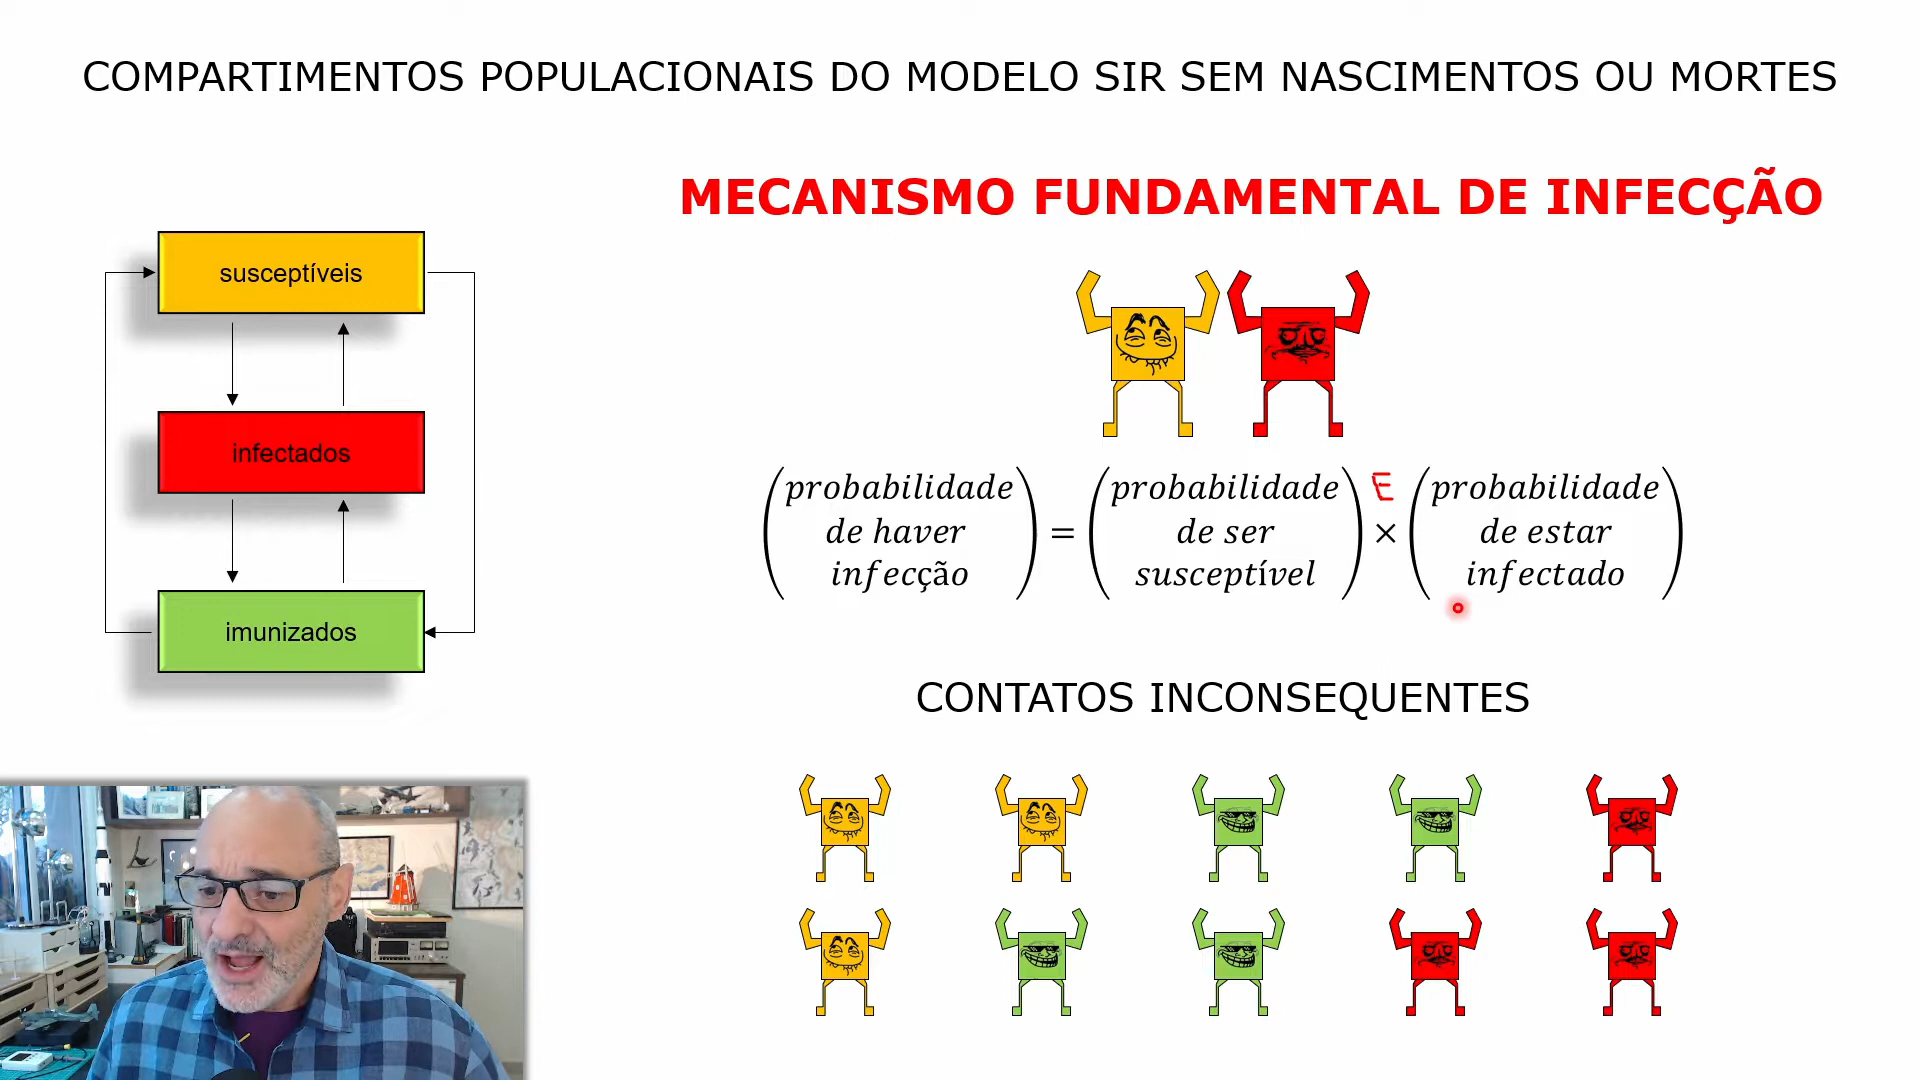 COMPARTIMENTOS POPULACIONAIS DO MODELO SIR SEM NASCIMENTOS OU MORTES
MECANISMO FUNDAMENTAL DE INFECÇÃO
susceptíveis
infectados
imunizados
(probabilidade de haver infecção) = (probabilidade de ser susceptível) E × (probabilidade de estar infectado)
CONTATOS INCONSEQUENTES